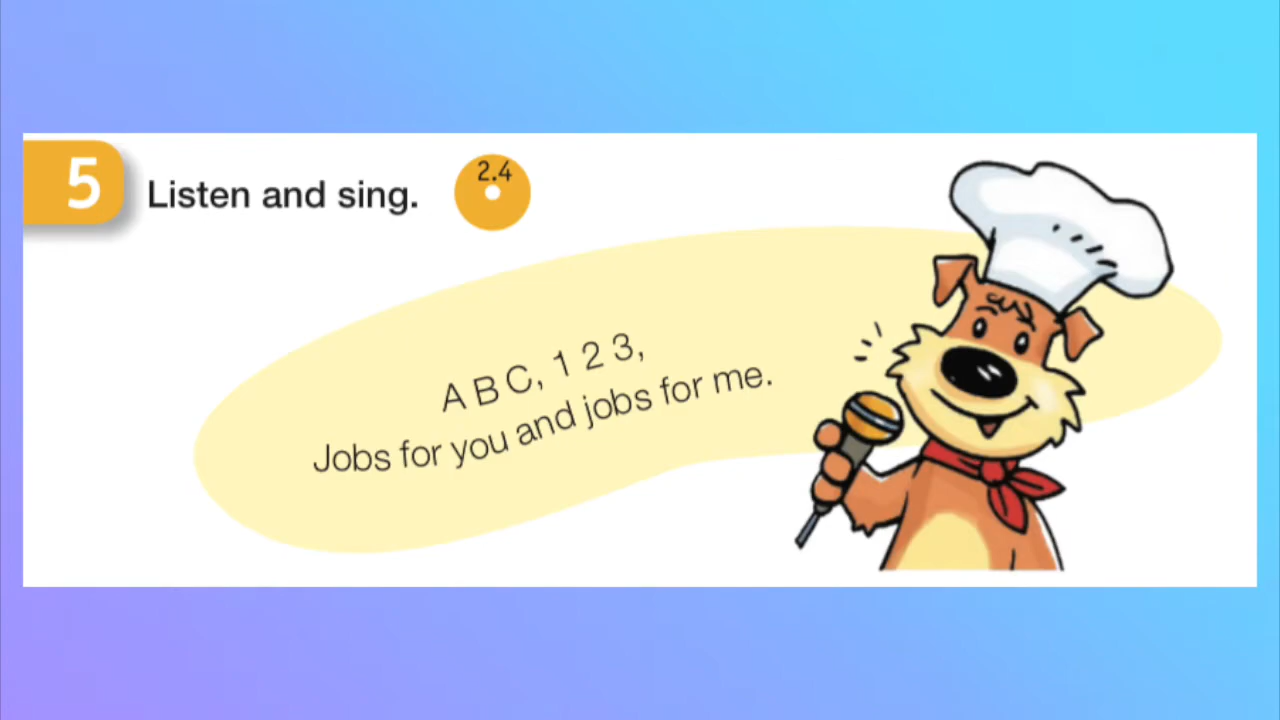 5 Listen and sing. 2.4
A B C, 1 2 3,
Jobs for you and jobs for me.